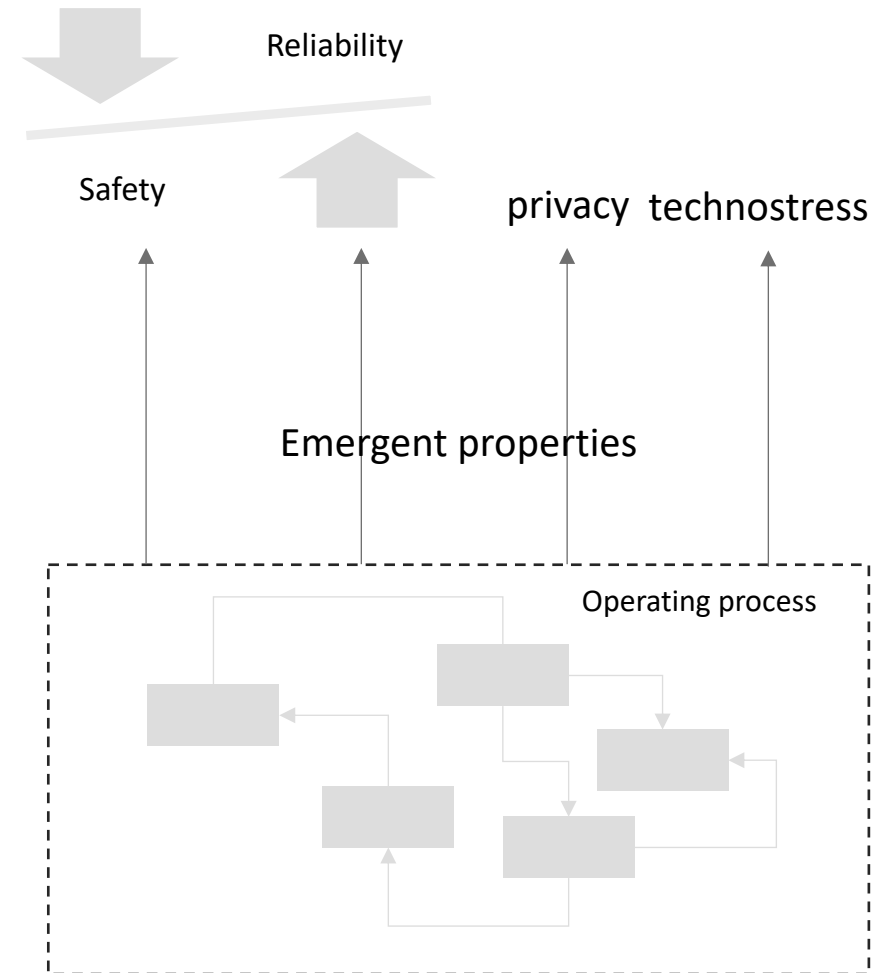 Reliability
Safety
privacy technostress
Emergent properties
Operating process